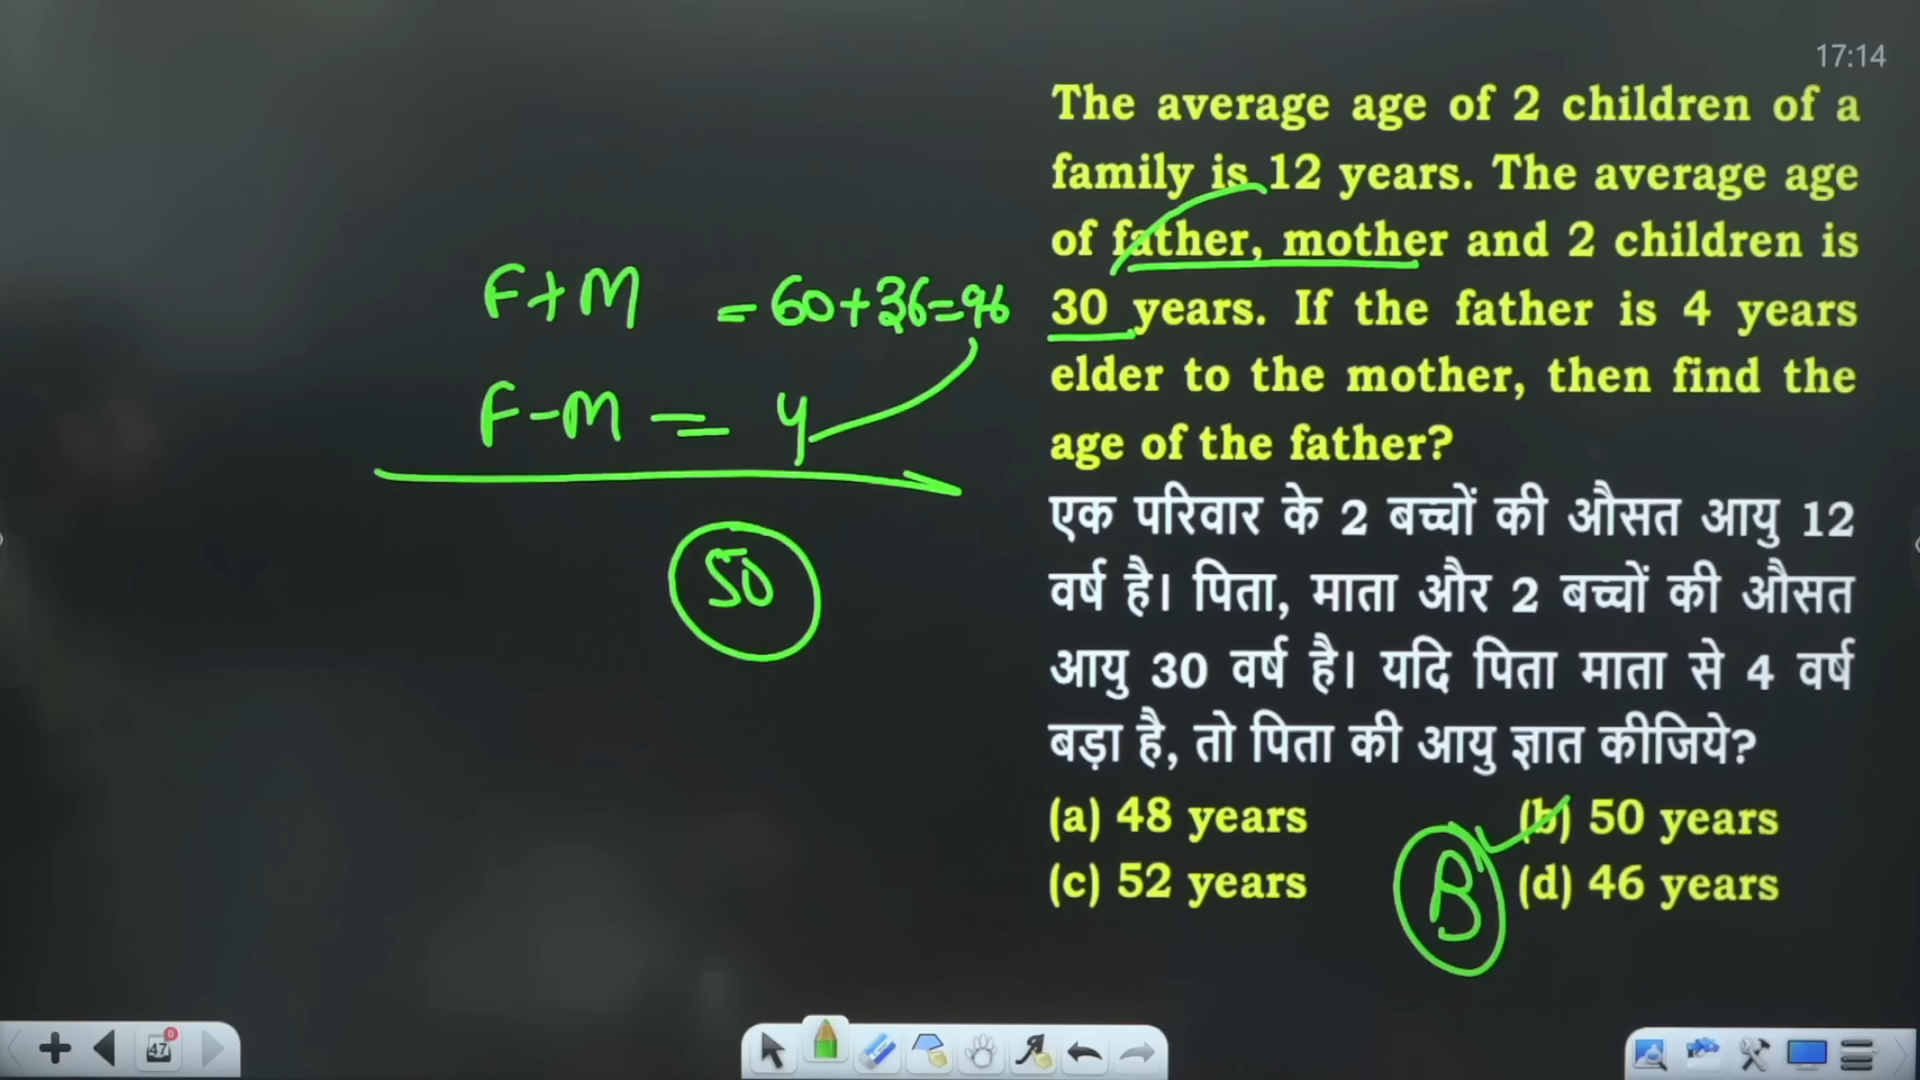 17:14
The average age of 2 children of a
family is 12 years. The average age
of father, mother and 2 children is
30 years. If the father is 4 years
elder to the mother, then find the
age of the father?
एक परिवार के 2 बच्चों की औसत आयु 12
वर्ष है। पिता, माता और 2 बच्चों की औसत
आयु 30 वर्ष है। यदि पिता माता से 4 वर्ष
बड़ा है, तो पिता की आयु ज्ञात कीजिये?
(a) 48 years (b) 50 years
(c) 52 years (d) 46 years
B
F+M = 60+36=96
F-M = 4
50
47
0